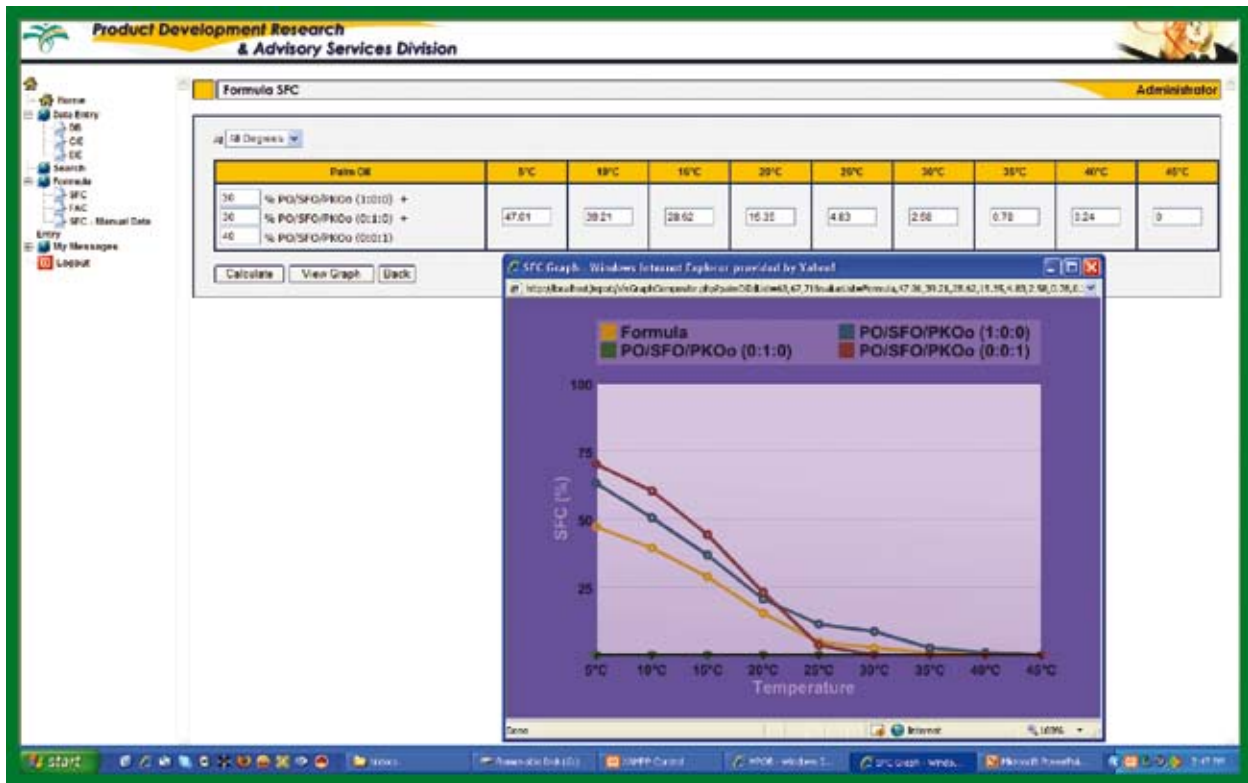 Product Development Research
& Advisory Services Division
Home
Data Entry
Search
Formula
SFC
FAC
SFC - Manual Data
Entry
My Messages
Logout
Formula SFC
Administrator
All Degrees
Palm Oil 5°C 10°C 15°C 20°C 25°C 30°C 35°C 40°C 45°C
30 % PO/SFO/PKOo (1:0:0) +
30 % PO/SFO/PKOo (0:1:0) +
40 % PO/SFO/PKOo (0:0:1)
47.01 39.21 28.62 15.35 4.83 2.58 0.78 0.24 0
Calculate View Graph Back
SFC Graph - Windows Internet Explorer provided by Yahoo!
Formula PO/SFO/PKOo (1:0:0)
PO/SFO/PKOo (0:1:0) PO/SFO/PKOo (0:0:1)
100
75
50
25
SFC (%)
5°C 10°C 15°C 20°C 25°C 30°C 35°C 40°C 45°C
Temperature
Done Internet 100%
start